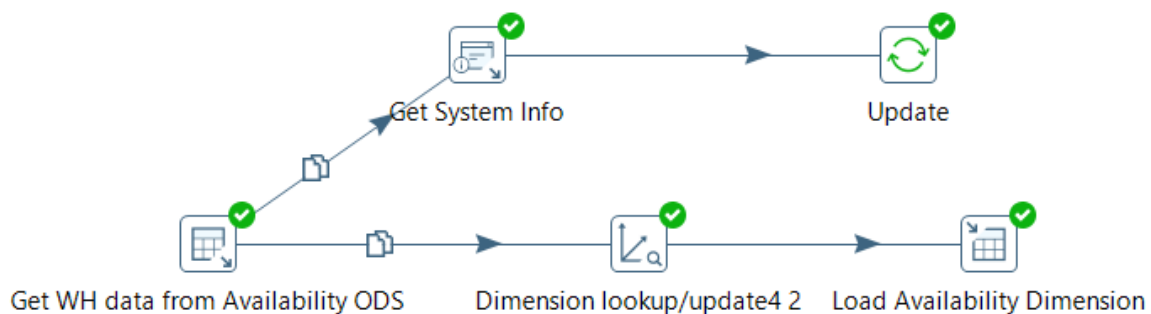 Get System Info
Update
Get WH data from Availability ODS
Dimension lookup/update4 2
Load Availability Dimension